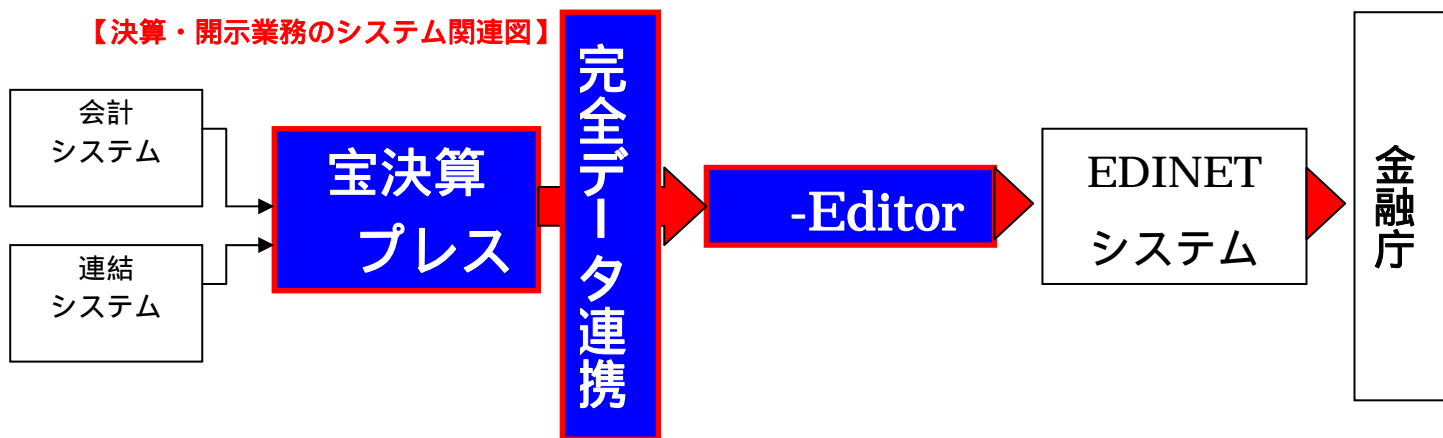 【決算・開示業務のシステム関連図】
会計
システム
連結
システム
宝決算
プレス
完全データ連携
-Editor
EDINET
システム
金融庁